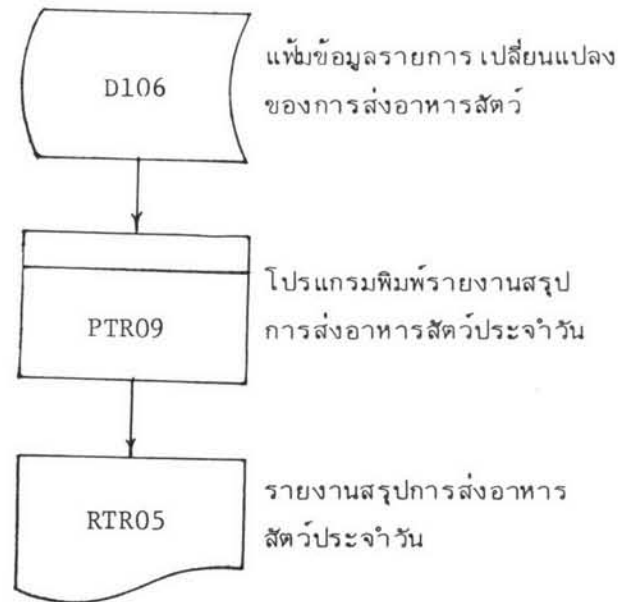 D106
แฟ้มข้อมูลรายการ เปลี่ยนแปลง
ของการส่งอาหารสัตว์
PTR09
โปรแกรมพิมพ์รายงานสรุป
การส่งอาหารสัตว์ประจำวัน
RTR05
รายงานสรุปการส่งอาหาร
สัตว์ประจำวัน